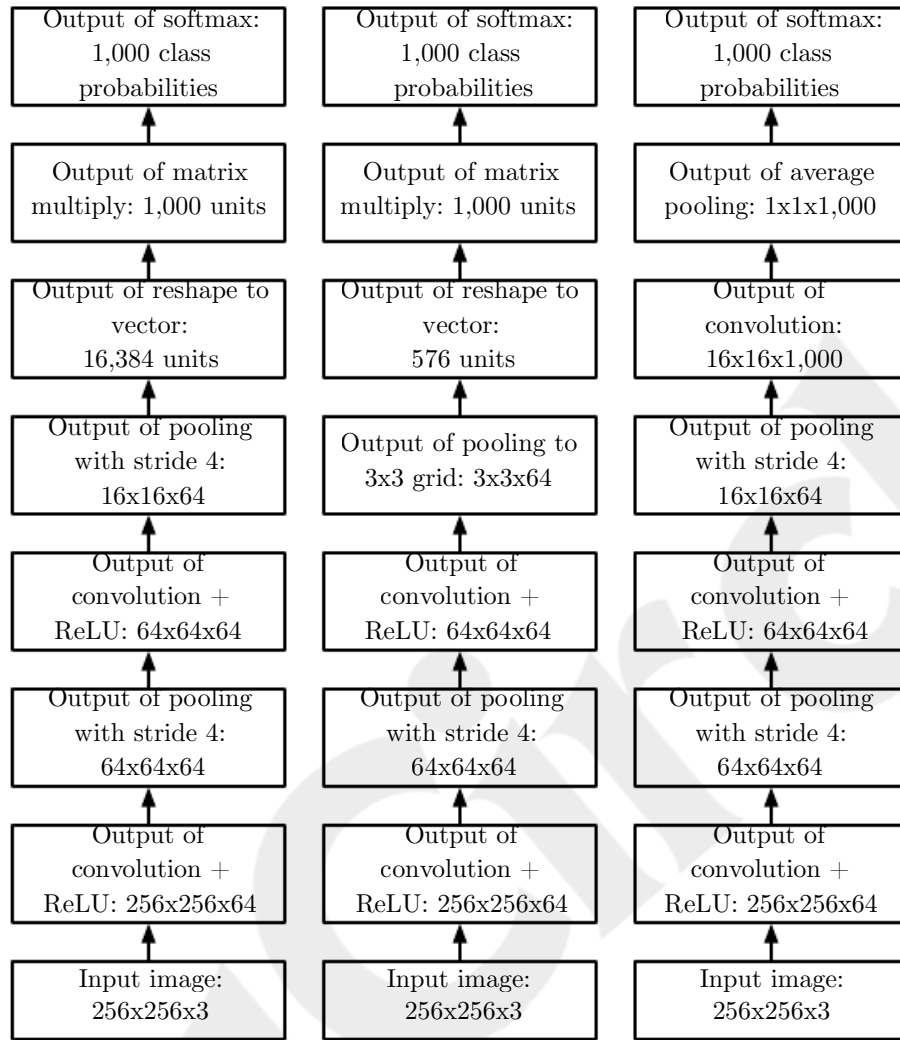 Output of softmax:
1,000 class
probabilities
Output of matrix
multiply: 1,000 units
Output of reshape to
vector:
16,384 units
Output of pooling
with stride 4:
16x16x64
Output of
convolution +
ReLU: 64x64x64
Output of pooling
with stride 4:
64x64x64
Output of
convolution +
ReLU: 256x256x64
Input image:
256x256x3
Output of softmax:
1,000 class
probabilities
Output of matrix
multiply: 1,000 units
Output of reshape to
vector:
576 units
Output of pooling to
3x3 grid: 3x3x64
Output of
convolution +
ReLU: 64x64x64
Output of pooling
with stride 4:
64x64x64
Output of
convolution +
ReLU: 256x256x64
Input image:
256x256x3
Output of softmax:
1,000 class
probabilities
Output of average
pooling: 1x1x1,000
Output of
convolution:
16x16x1,000
Output of pooling
with stride 4:
16x16x64
Output of
convolution +
ReLU: 64x64x64
Output of pooling
with stride 4:
64x64x64
Output of
convolution +
ReLU: 256x256x64
Input image:
256x256x3